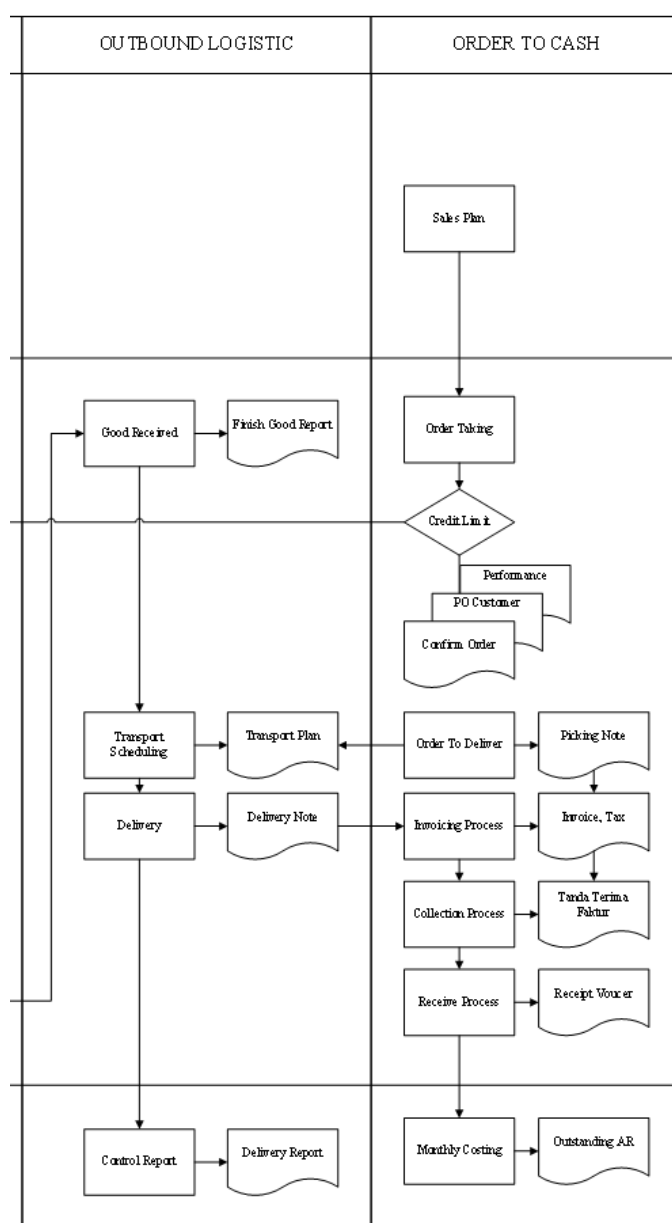 OUTBOUND LOGISTIC
ORDER TO CASH
Sales Plan
Good Received
Finish Good Report
Order Taking
Credit Limit
Performance
PO Customer
Confirm Order
Transport
Scheduling
Transport Plan
Order To Deliver
Picking Note
Delivery
Delivery Note
Invoicing Process
Invoice, Tax
Collection Process
Tanda Terima
Faktur
Receive Process
Receipt Voucer
Control Report
Delivery Report
Monthly Costing
Outstanding AR